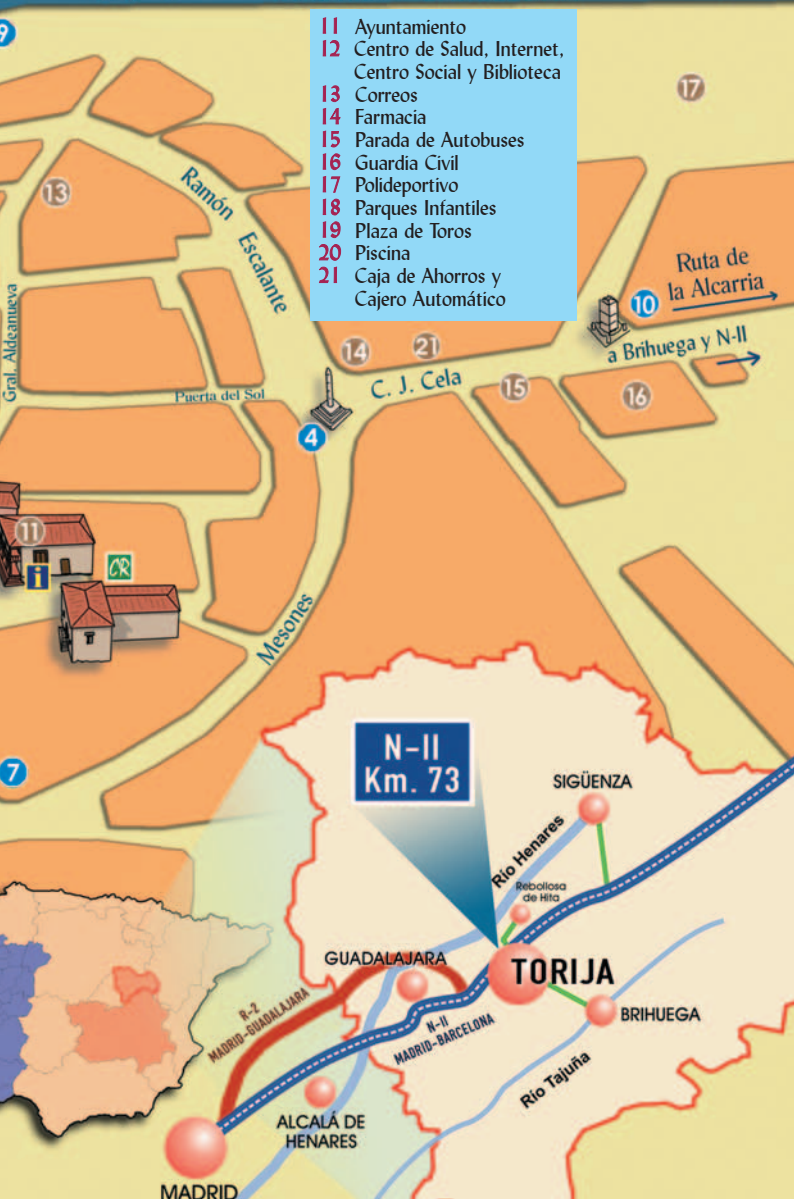 9
11 Ayuntamiento
12 Centro de Salud, Internet,
Centro Social y Biblioteca
13 Correos
14 Farmacia
15 Parada de Autobuses
16 Guardia Civil
17 Polideportivo
18 Parques Infantiles
19 Plaza de Toros
20 Piscina
21 Caja de Ahorros y
Cajero Automático
17
13
Ramón
Escalante
Gral. Aldeanueva
Ruta de
la Alcarria
10
a Brihuega y N-II
14
21
C. J. Cela
15
16
Puerta del Sol
4
11
i
CR
Mesones
7
N-II
Km. 73
SIGÜENZA
Río Henares
Rebollosa
de Hita
GUADALAJARA
TORIJA
R-2
MADRID-GUADALAJARA
N-II
MADRID-BARCELONA
BRIHUEGA
Río Tajuña
ALCALÁ DE
HENARES
MADRID